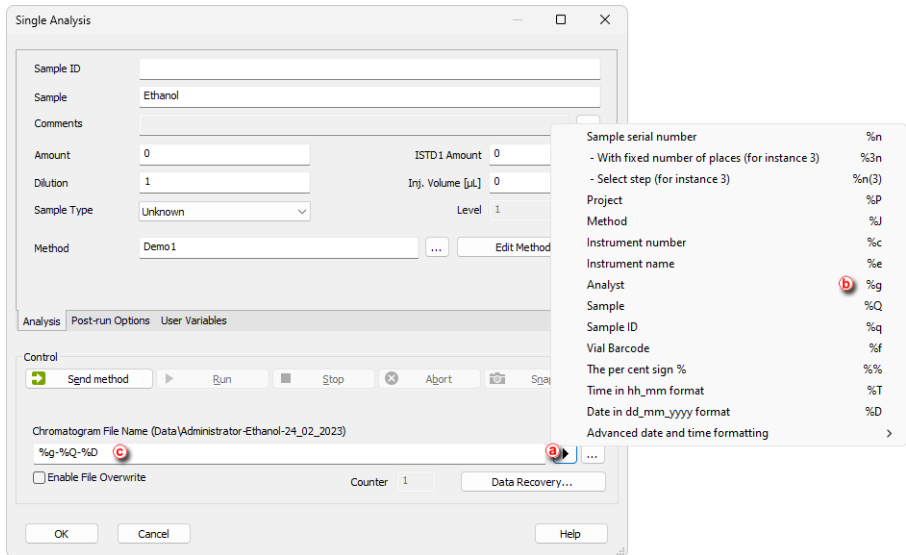 Single Analysis
Sample ID
Sample Ethanol
Comments
Amount 0 ISTD1 Amount 0
Dilution 1 Inj. Volume [µL] 0
Sample Type Unknown Level 1
Method Demo1 ... Edit Method
Analysis Post-run Options User Variables
Control
Send method Run Stop Abort Snap
Chromatogram File Name (Data\Administrator-Ethanol-24_02_2023)
%g-%Q-%D c a ...
Enable File Overwrite Counter 1 Data Recovery...
OK Cancel Help
Sample serial number %n
- With fixed number of places (for instance 3) %3n
- Select step (for instance 3) %n(3)
Project %P
Method %J
Instrument number %c
Instrument name %e
Analyst b %g
Sample %Q
Sample ID %q
Vial Barcode %f
The per cent sign % %%
Time in hh_mm format %T
Date in dd_mm_yyyy format %D
Advanced date and time formatting >